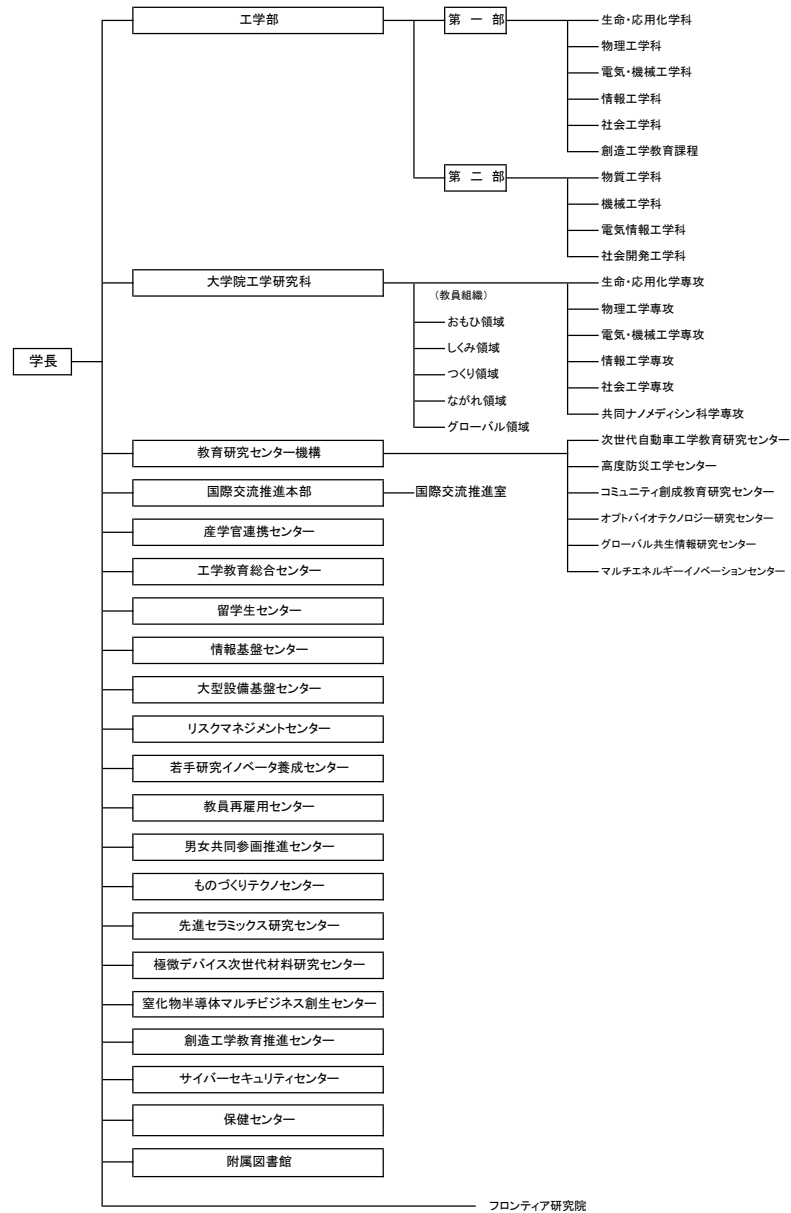 工学部
第一部
生命・応用化学科
物理工学科
電気・機械工学科
情報工学科
社会工学科
創造工学教育課程
第二部
物質工学科
機械工学科
電気情報工学科
社会開発工学科
大学院工学研究科
(教員組織)
おもひ領域
しくみ領域
つくり領域
ながれ領域
グローバル領域
生命・応用化学専攻
物理工学専攻
電気・機械工学専攻
情報工学専攻
社会工学専攻
共同ナノメディシン科学専攻
学長
教育研究センター機構
次世代自動車工学教育研究センター
高度防災工学センター
コミュニティ創成教育研究センター
オプトバイオテクノロジー研究センター
グローバル共生情報研究センター
マルチエネルギーイノベーションセンター
国際交流推進本部
国際交流推進室
産学官連携センター
工学教育総合センター
留学生センター
情報基盤センター
大型設備基盤センター
リスクマネジメントセンター
若手研究イノベータ養成センター
教員再雇用センター
男女共同参画推進センター
ものづくりテクノセンター
先進セラミックス研究センター
極微デバイス次世代材料研究センター
窒化物半導体マルチビジネス創生センター
創造工学教育推進センター
サイバーセキュリティセンター
保健センター
附属図書館
フロンティア研究院